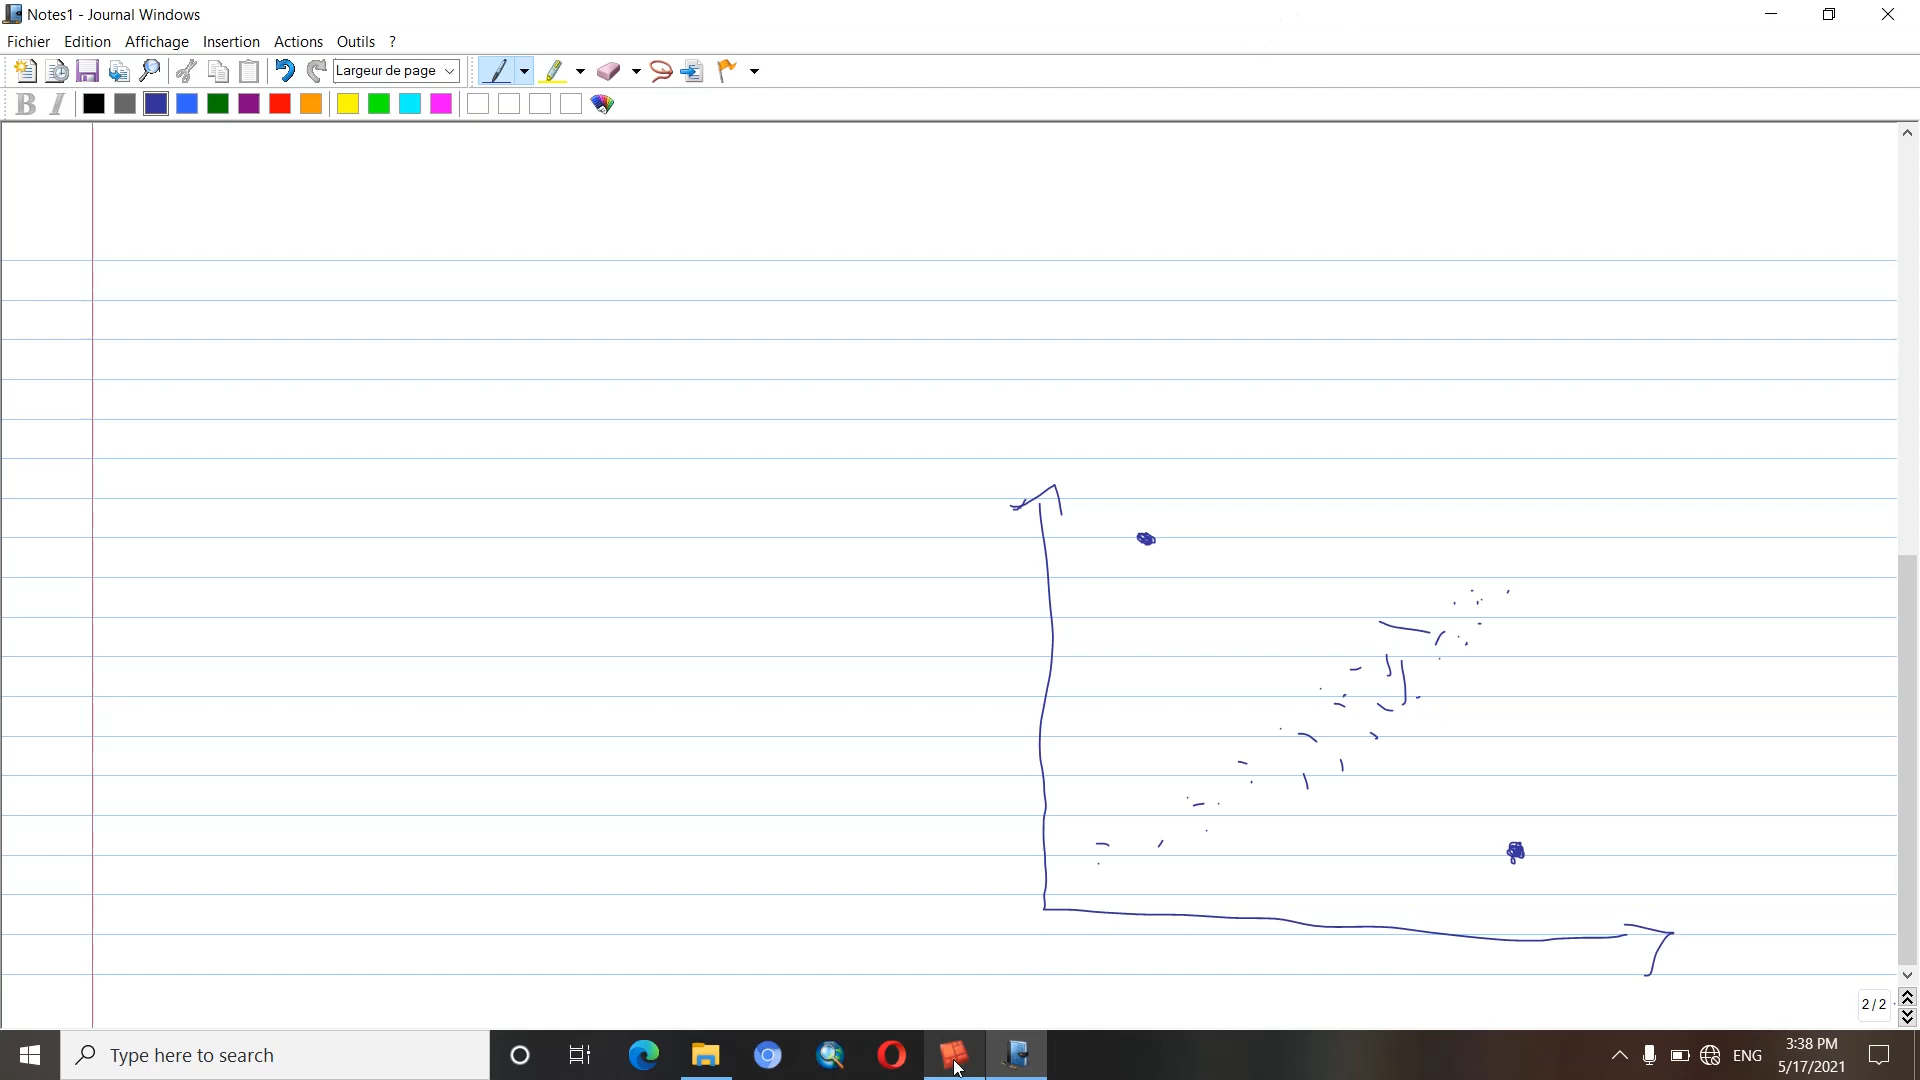 Notes1 - Journal Windows
Fichier Edition Affichage Insertion Actions Outils ?
Largeur de page
B I
2 / 2
Type here to search
ENG
3:38 PM
5/17/2021